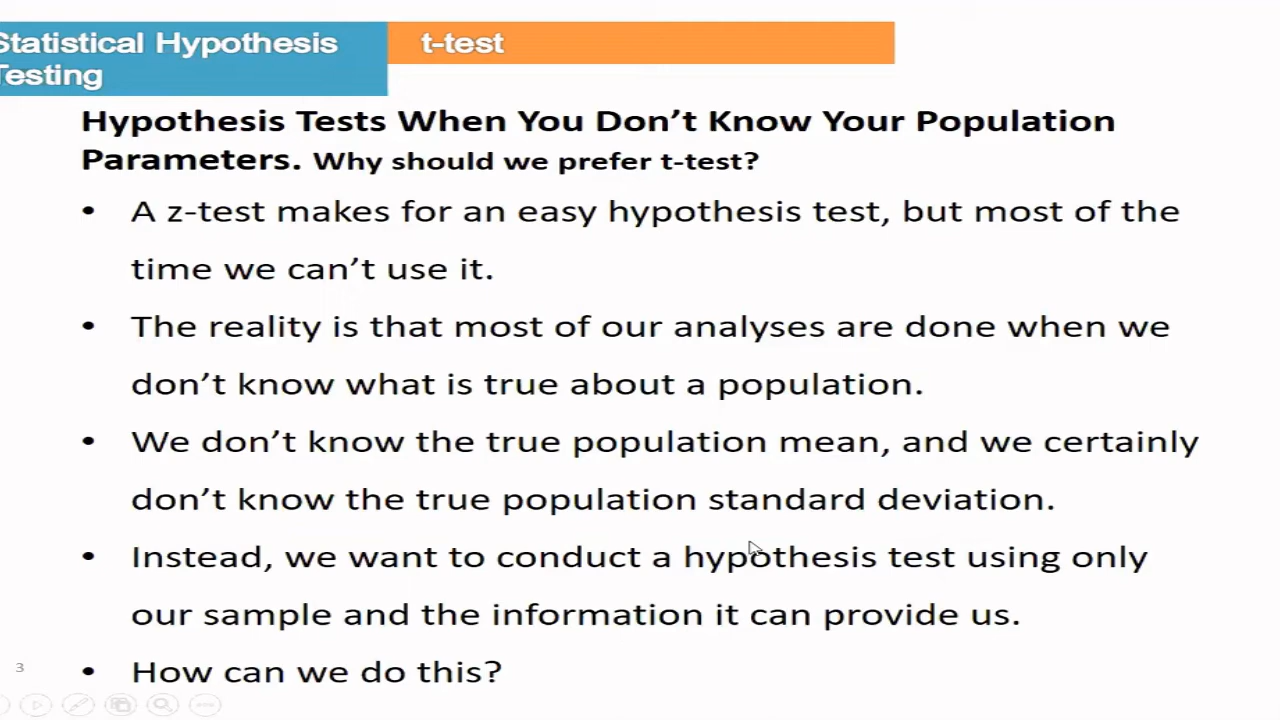 Statistical Hypothesis
Testing
t-test
Hypothesis Tests When You Don't Know Your Population
Parameters. Why should we prefer t-test?
• A z-test makes for an easy hypothesis test, but most of the
time we can't use it.
• The reality is that most of our analyses are done when we
don't know what is true about a population.
• We don't know the true population mean, and we certainly
don't know the true population standard deviation.
• Instead, we want to conduct a hypothesis test using only
our sample and the information it can provide us.
• How can we do this?
3